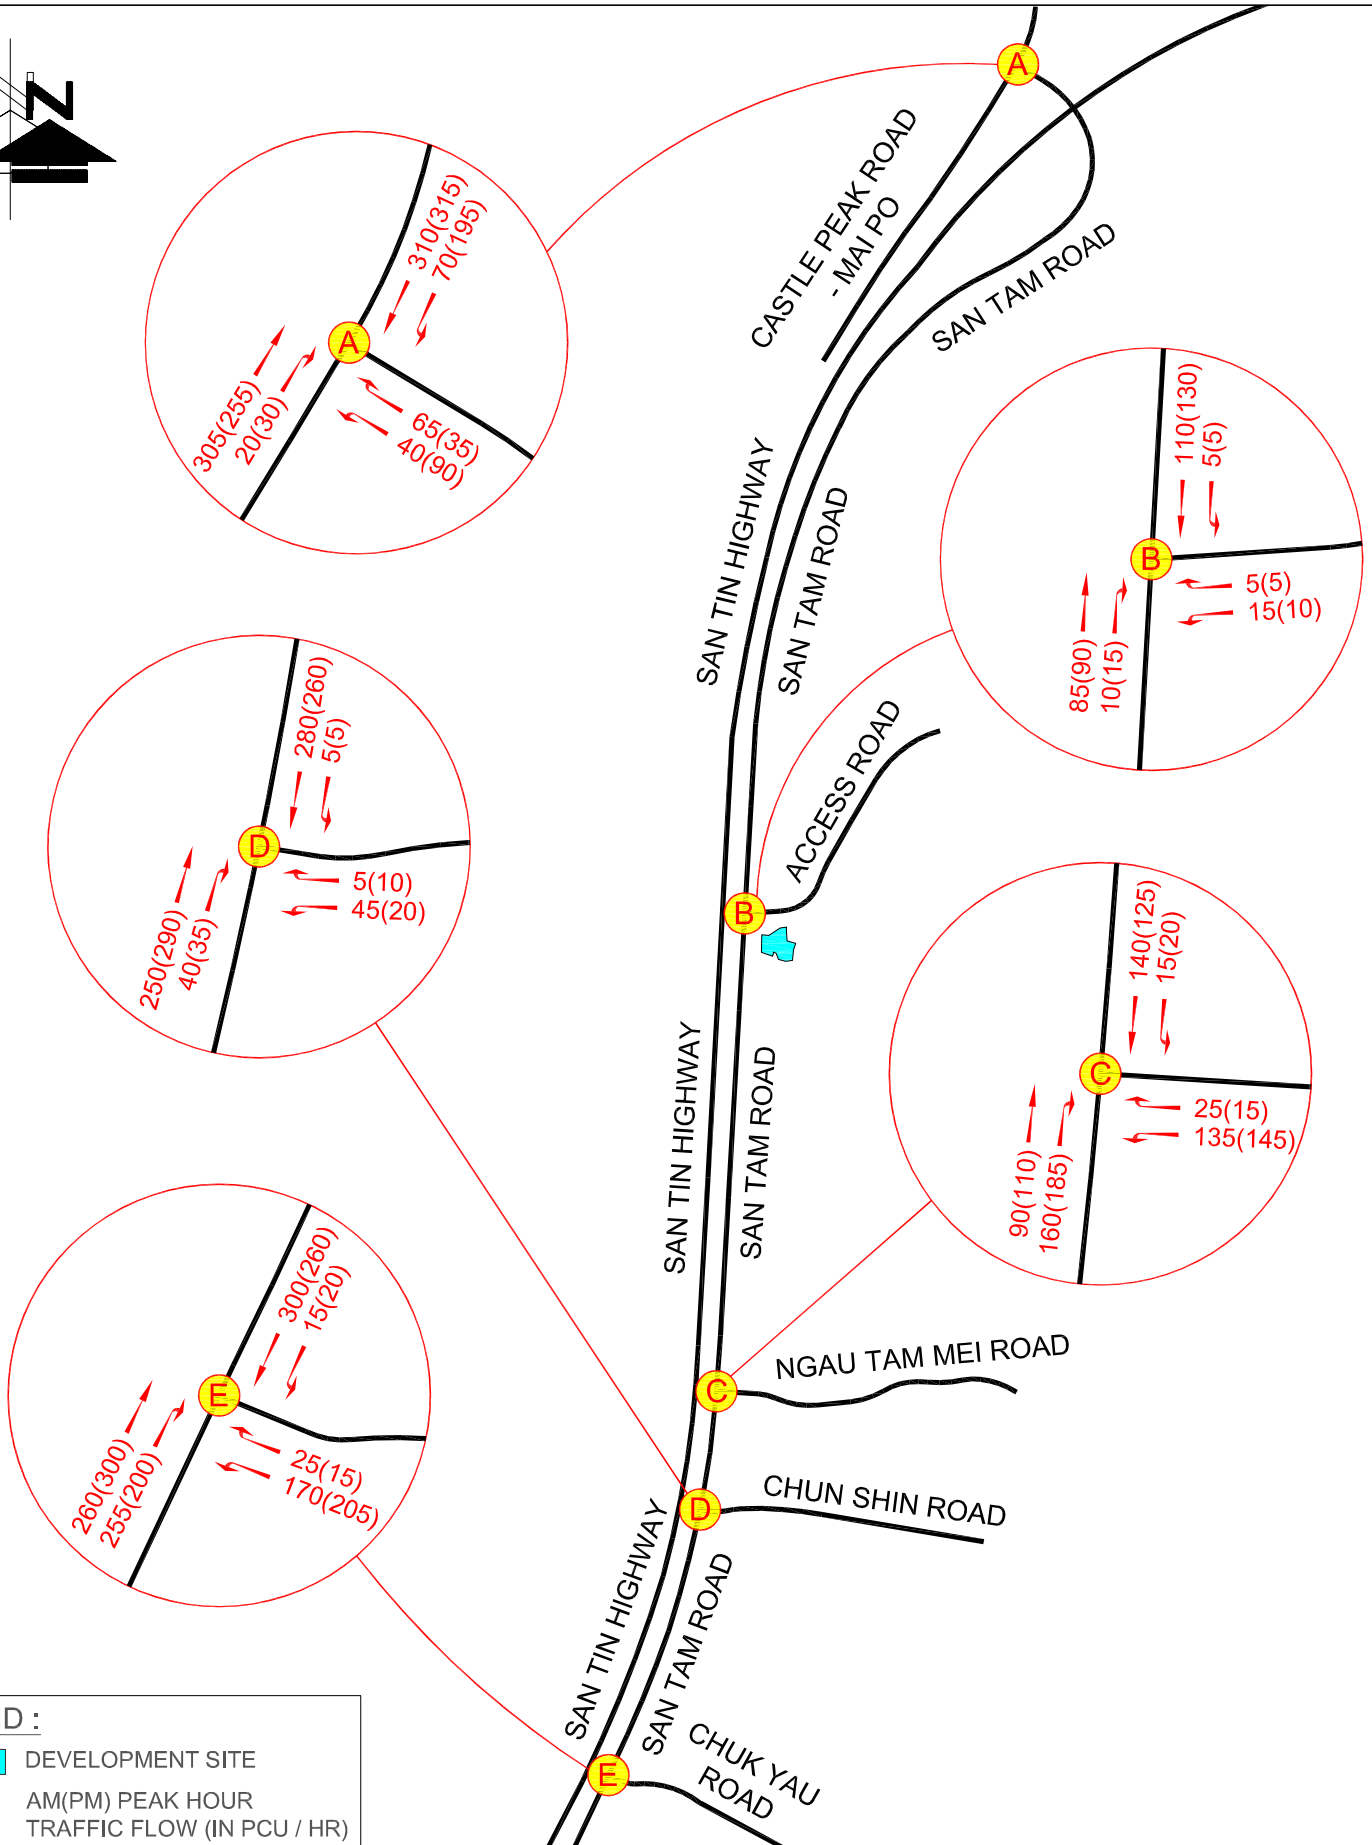 N
A
CASTLE PEAK ROAD
- MAI PO
SAN TAM ROAD
310(315)
70(195)
A
305(255)
20(30)
65(35)
40(90)
SAN TIN HIGHWAY
SAN TAM ROAD
110(130)
5(5)
B
5(5)
15(10)
85(90)
10(15)
280(260)
5(5)
D
5(10)
45(20)
250(290)
40(35)
ACCESS ROAD
B
140(125)
15(20)
C
25(15)
135(145)
90(110)
160(185)
SAN TIN HIGHWAY
SAN TAM ROAD
300(260)
15(20)
E
25(15)
170(205)
260(300)
255(200)
NGAU TAM MEI ROAD
C
CHUN SHIN ROAD
D
SAN TIN HIGHWAY
SAN TAM ROAD
CHUK YAU
ROAD
E
D :
DEVELOPMENT SITE
AM(PM) PEAK HOUR
TRAFFIC FLOW (IN PCU / HR)